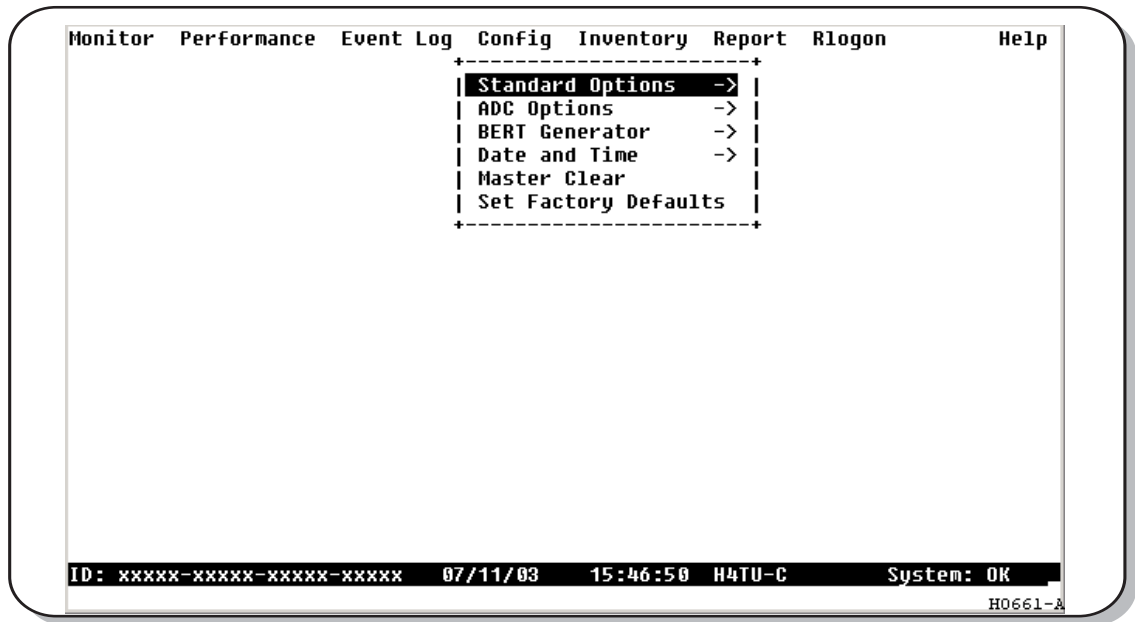 Monitor Performance Event Log Config Inventory Report Rlogon Help
Standard Options ->
ADC Options ->
BERT Generator ->
Date and Time ->
Master Clear
Set Factory Defaults
ID: xxxxx-xxxxx-xxxxx-xxxxx 07/11/03 15:46:50 H4TU-C System: OK
H0661-A